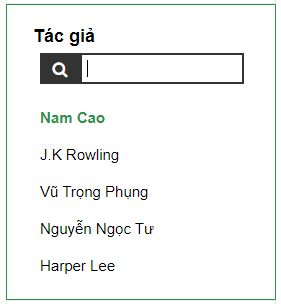 Tác giả
Nam Cao
J.K Rowling
Vũ Trọng Phụng
Nguyễn Ngọc Tư
Harper Lee